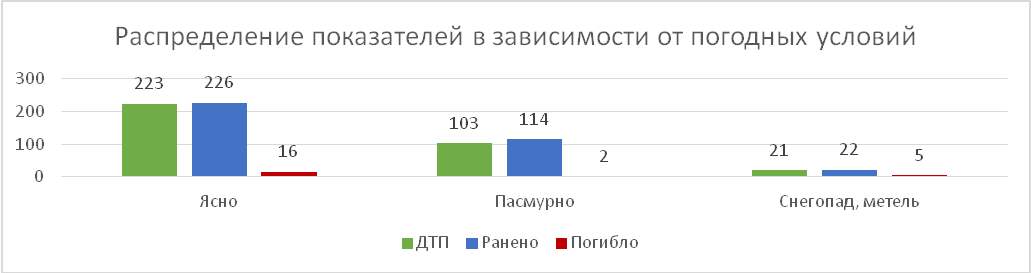 Распределение показателей в зависимости от погодных условий
300
200
100
0
223
226
16
103
114
2
21
22
5
Ясно
Пасмурно
Снегопад, метель
ДТП Ранено Погибло